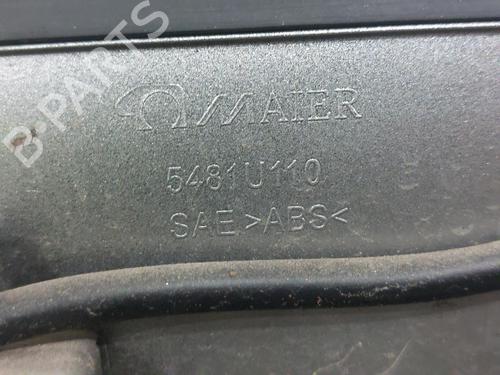 B-PARTS
MAIER
5481U110
SAE >ABS<